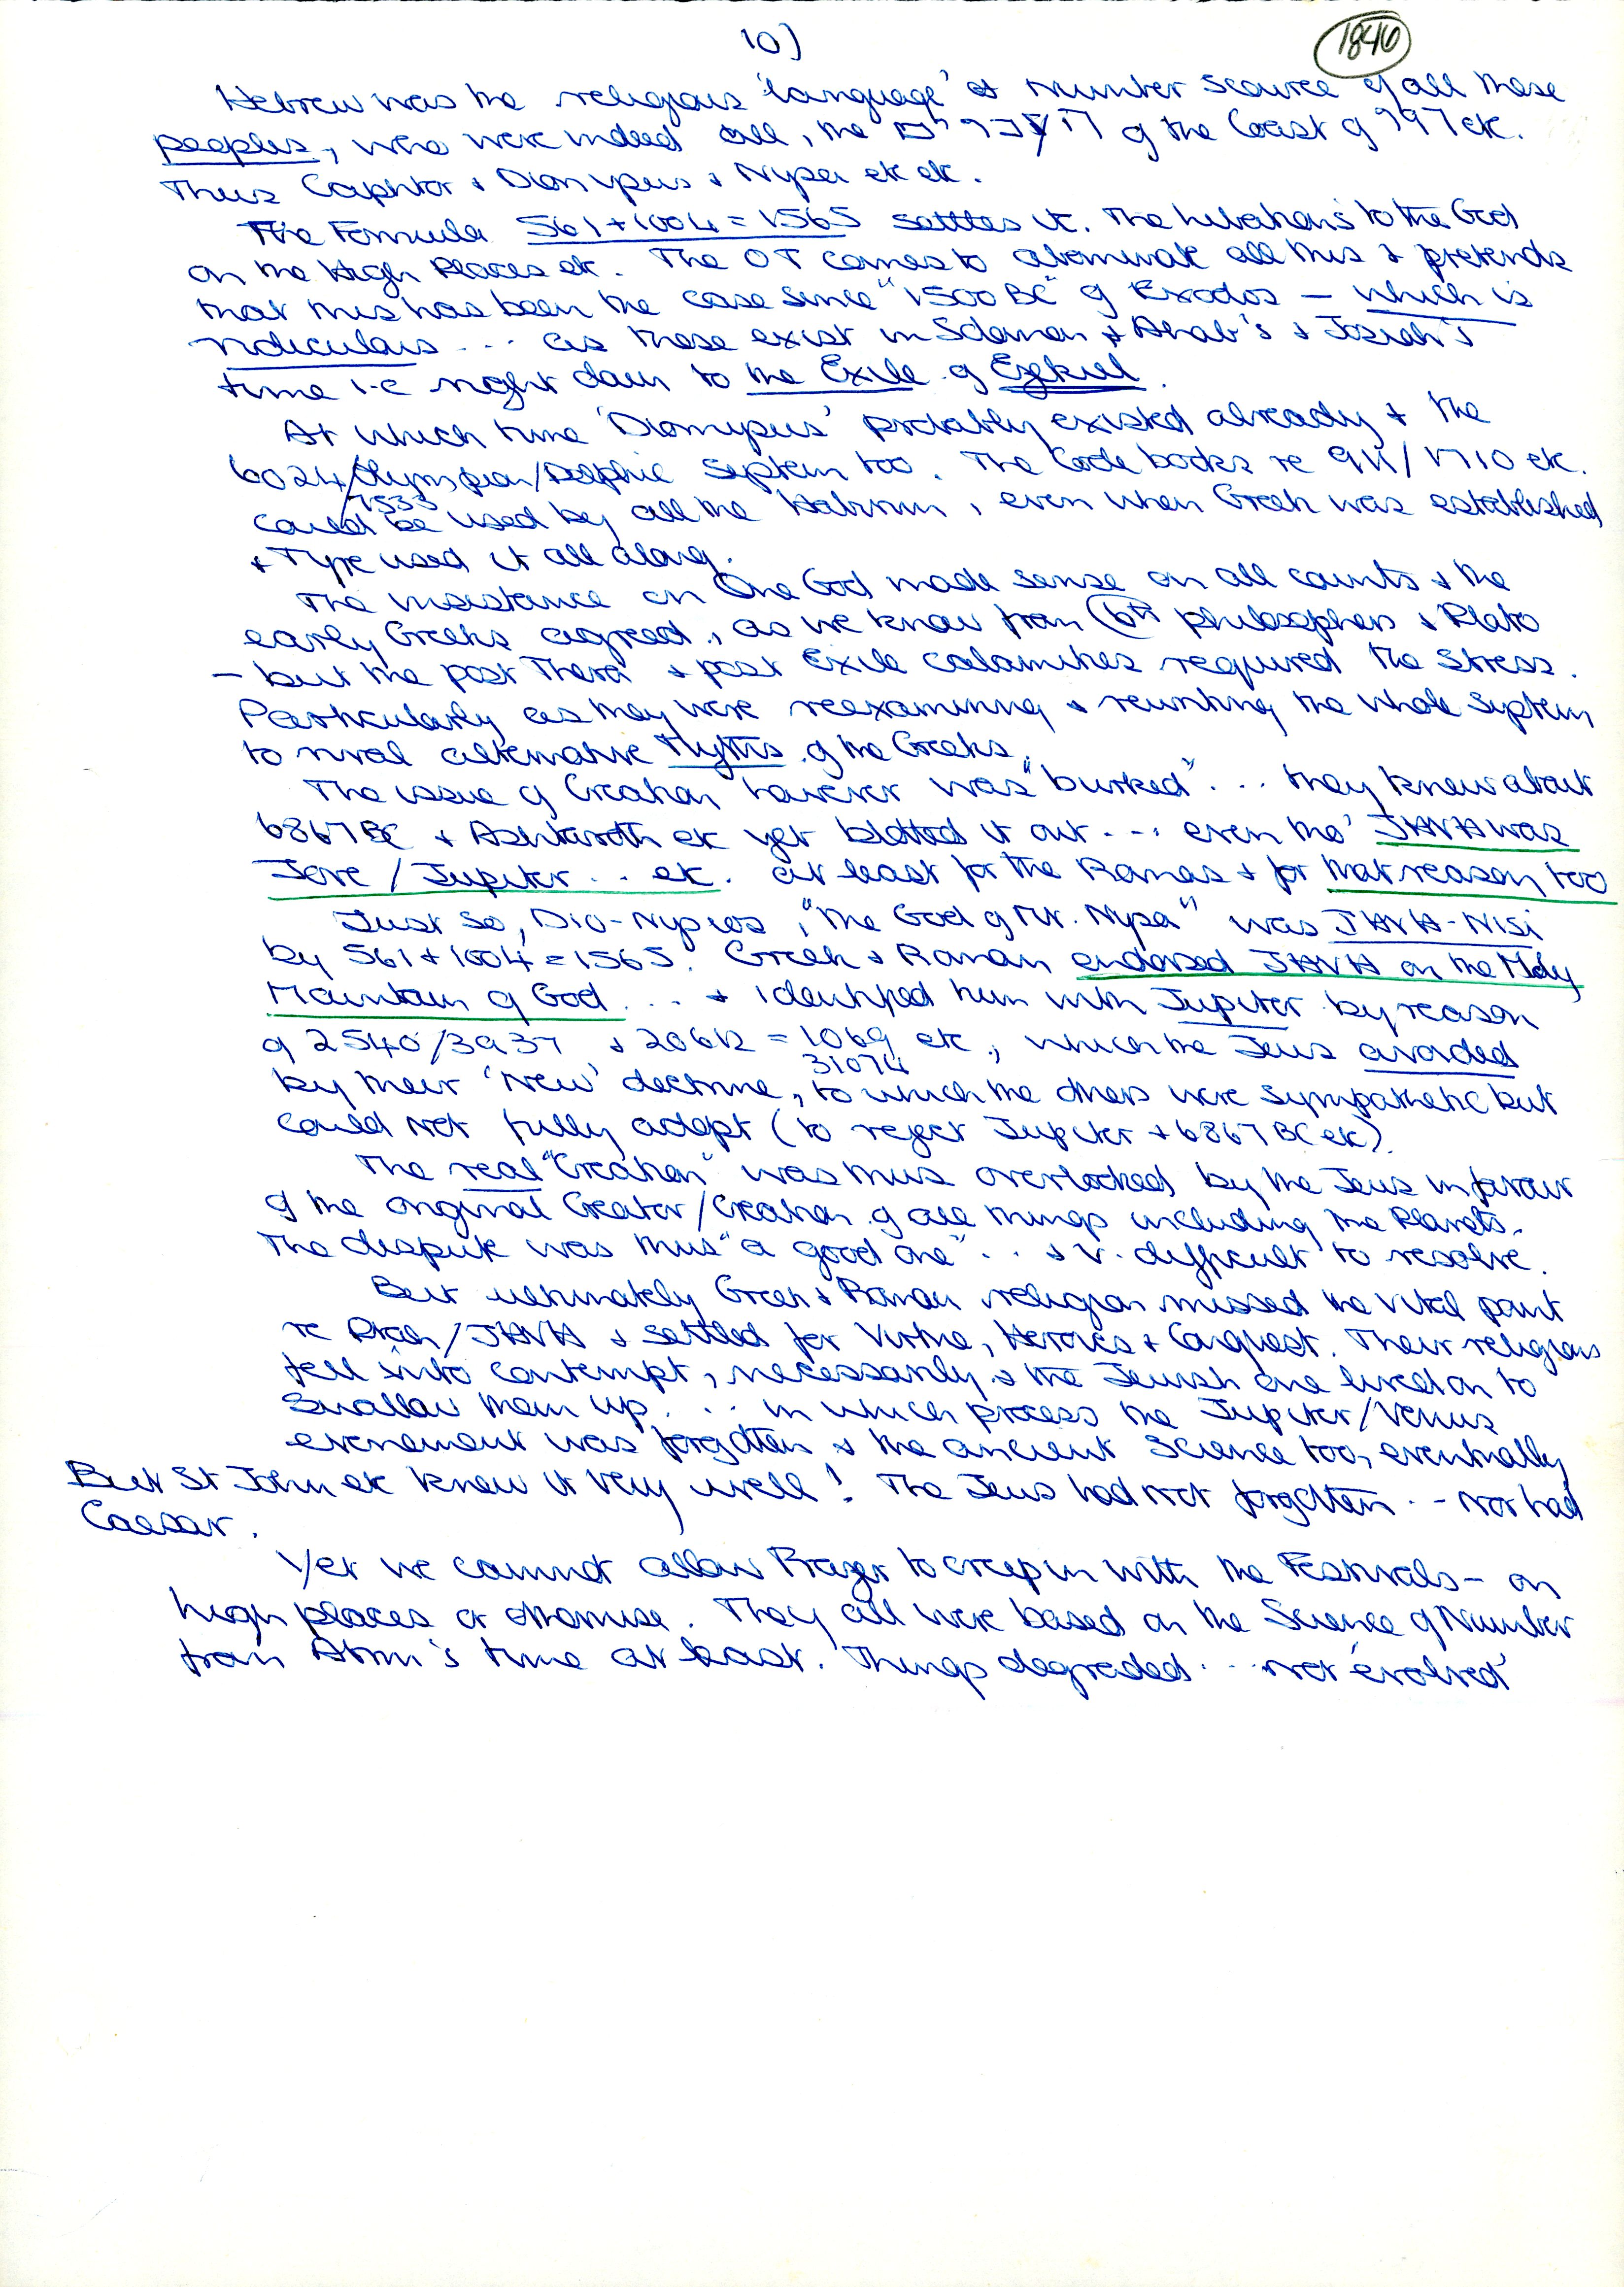 10)
1846
Hebrew was the religious 'language' & Number Source of all these
peoples, who were indeed all, the of the Coast of etc.
Thus Caphtor & Dionysus & Nysa etc etc.
The Formula 561+1004=1565 settles it. The libations to the God
on the High Places etc. The OT comes to abominate all this & pretends
that this has been the case since "1500 BC" of Exodos – which is
ridiculous ... as these exist in Soloman & Ahab's & Josiah's
time i.e right down to the Exile of Ezekiel.
At which time 'Dionysus' probably existed already & the
6024/Olympian/Delphic System too. The Code books re 911/1710 etc.
1533
could be used by all the , even when Greek was established
& Tyre used it all along.
The insistance on One God made sense on all counts & the
early Greeks agreed, as we know from 6th philosophers & Plato
– but the post Thera & post Exile calamities required the Stress.
Particularly as they were reexamining & rewriting the whole System
to rival alternative Myths of the Greeks.
The issue of Creation however was "burked" ... they knew about
6867 BC & Ashtaroth etc yet blotted it out ... even tho' JHVH was
Jove / Jupiter .. etc. at least for the Romans & for that reason too
Just so, Dio-Nysos, "the God of Mt. Nysa" was JHVH-NISI
by 561+1004=1565. Greek & Roman endorsed JHVH on the Holy
Mountain of God ... & identified him with Jupiter by reason
of 2540/3937 & 20612 = 1069 etc., which the Jews avoided
31074
by their 'New' doctrine, to which the others were sympathetic but
could not fully adopt (to reject Jupiter & 6867 BC etc).
The real "Creation" was thus overlooked by the Jews in favour
of the original Creator/Creation of all things including the Planets.
The dispute was thus "a good one" .. & v. difficult to resolve.
But ultimately Greek & Roman religion missed the vital point
re /JHVH & settled for Virtue, Heroics & Conquest. Their religions
fell into contempt, necessarily & the Jewish one lived on to
swallow them up. .. in which process the Jupiter/Venus
evenement was forgotten & the ancient Science too, eventually
But St John etc knew it very well! The Jews had not forgotten .- nor had
Caesar.
Yet we cannot allow Frazer to creep in with the Festivals – on
high places or otherwise. They all were based on the Science of Number
from time at least. Things degraded ... not 'evolved'